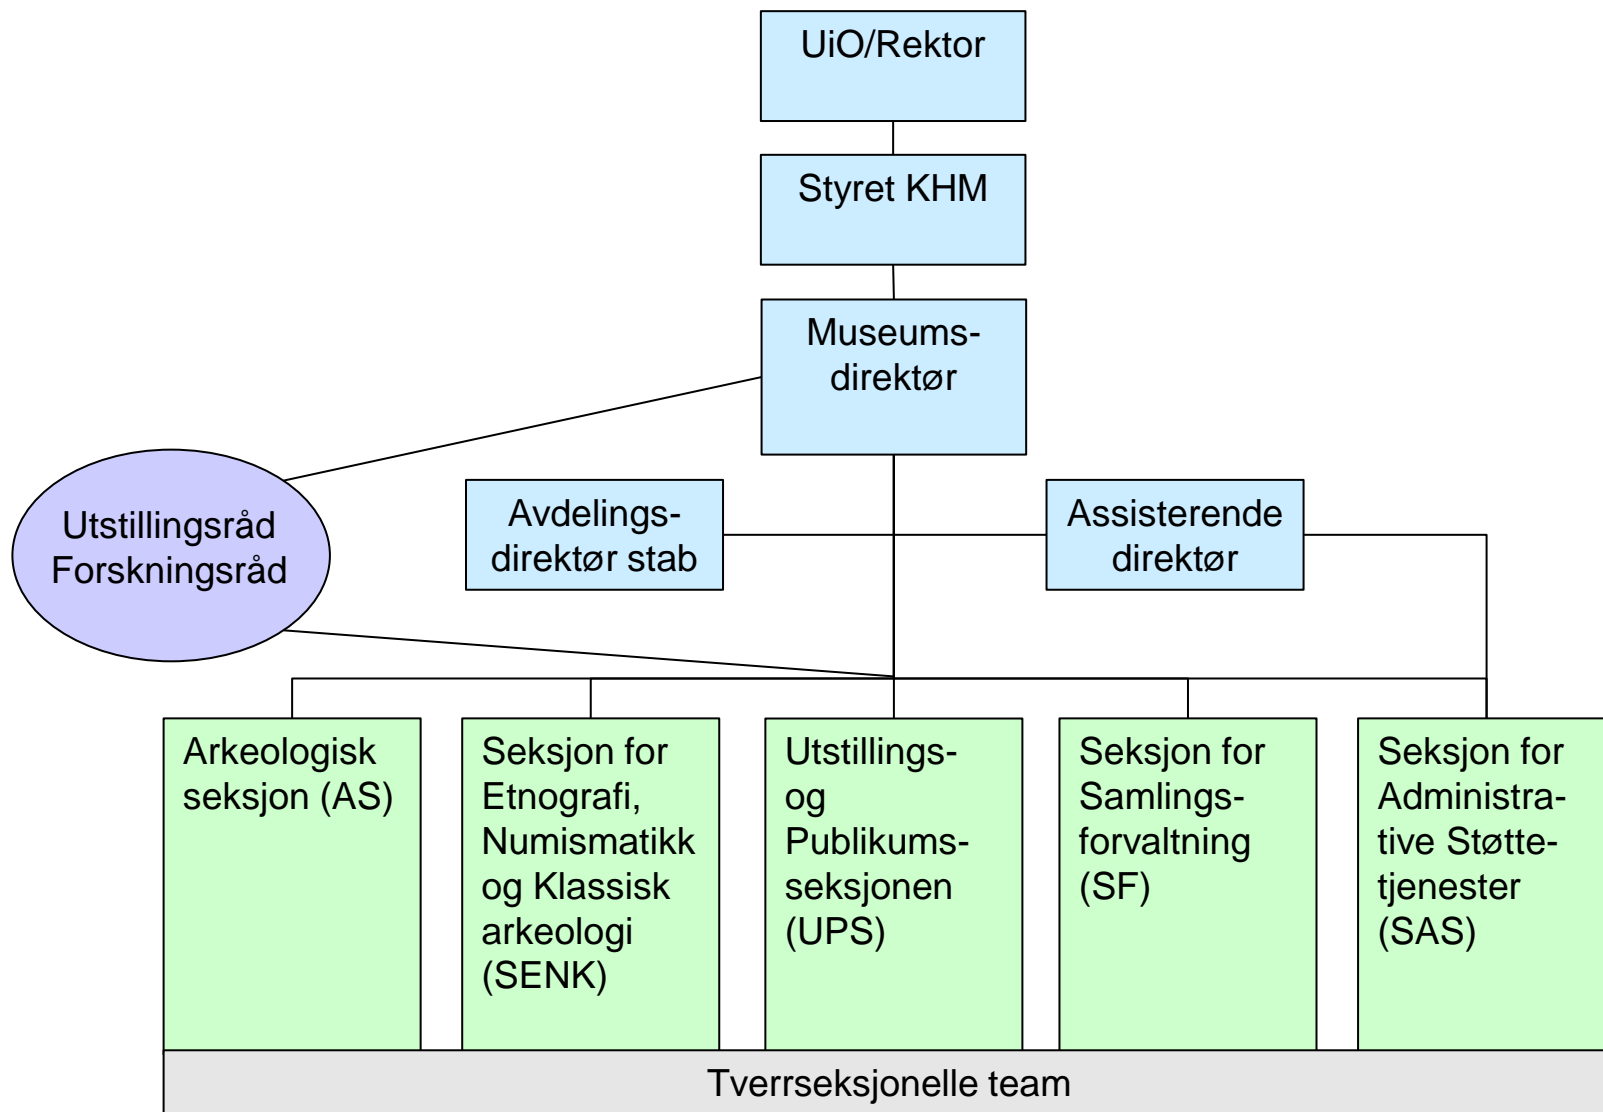 UiO/Rektor
Styret KHM
Museums-
direktør
Utstillingsråd
Forskningsråd
Avdelings-
direktør stab
Assisterende
direktør
Arkeologisk
seksjon (AS)
Seksjon for
Etnografi,
Numismatikk
og Klassisk
arkeologi
(SENK)
Utstillings-
og
Publikums-
seksjonen
(UPS)
Seksjon for
Samlings-
forvaltning
(SF)
Seksjon for
Administra-
tive Støtte-
tjenester
(SAS)
Tverrseksjonelle team